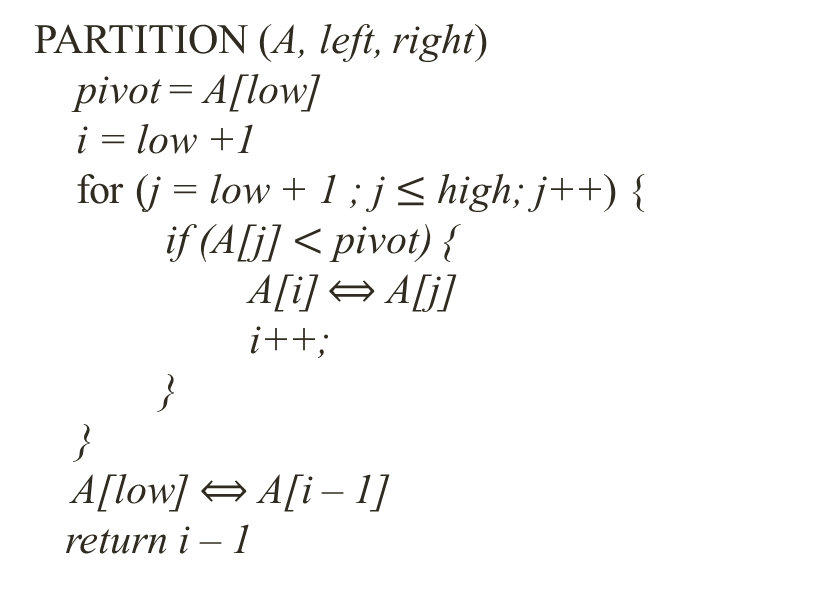 PARTITION (A, left, right)
pivot = A[low]
i = low +1
for (j = low + 1 ; j ≤ high; j++) {
if (A[j] < pivot) {
A[i] ⇔ A[j]
i++;
}
}
A[low] ⇔ A[i – 1]
return i – 1